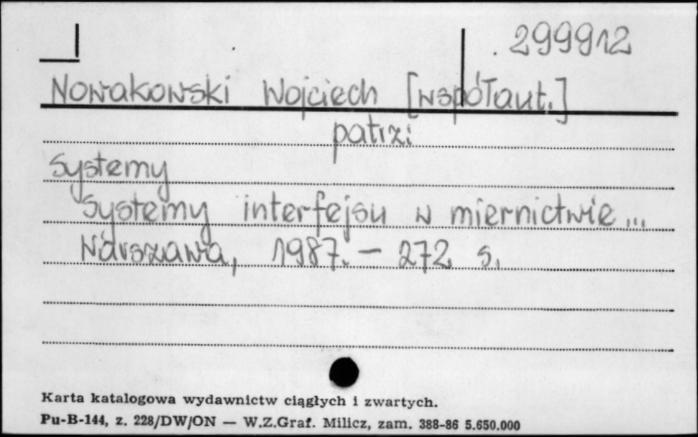 299912
Nowakowski Wojciech [współaut.]
patrzi
Systemy
Systemy interfejsu w miernictwie...
Warszawa, 1987. — 272 s.
Karta katalogowa wydawnictw ciągłych i zwartych.
Pu-B-144, z. 228/DW/ON — W.Z.Graf. Milicz, zam. 388-86 5.650.000